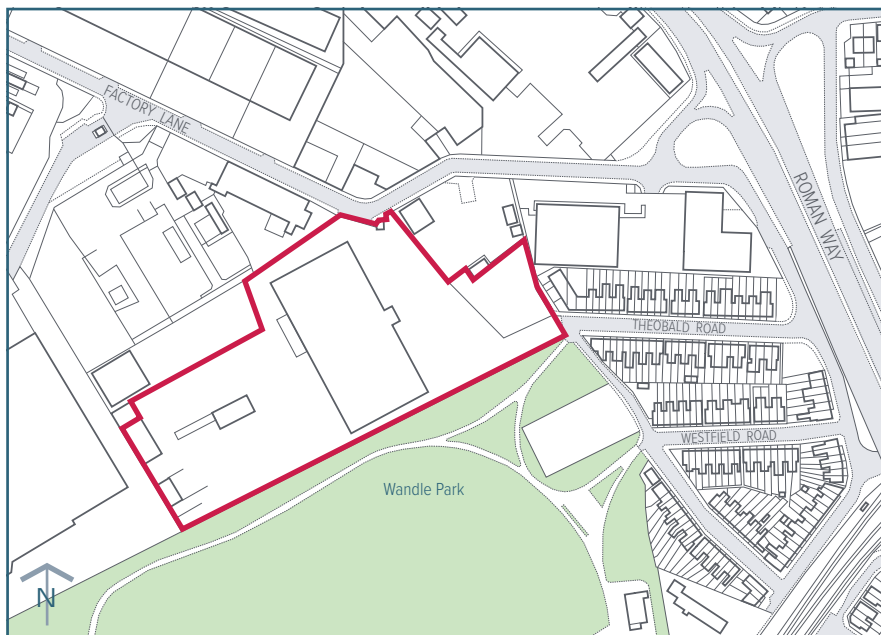 FACTORY LANE
ROMAN WAY
THEOBALD ROAD
WESTFIELD ROAD
Wandle Park
N